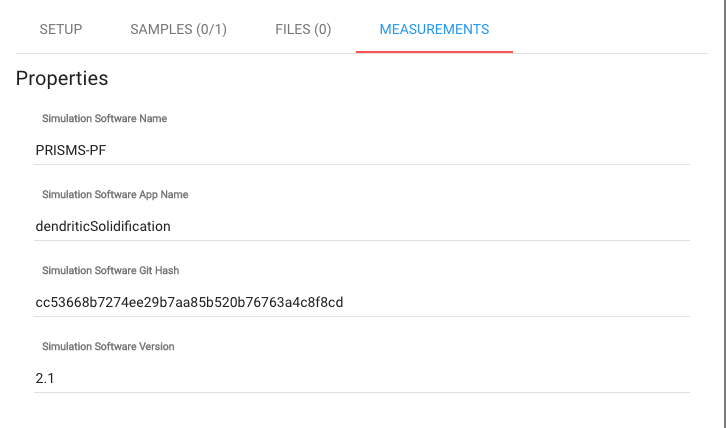 SETUP SAMPLES (0/1) FILES (0) MEASUREMENTS
Properties
Simulation Software Name
PRISMS-PF
Simulation Software App Name
dendriticSolidification
Simulation Software Git Hash
cc53668b7274ee29b7aa85b520b76763a4c8f8cd
Simulation Software Version
2.1